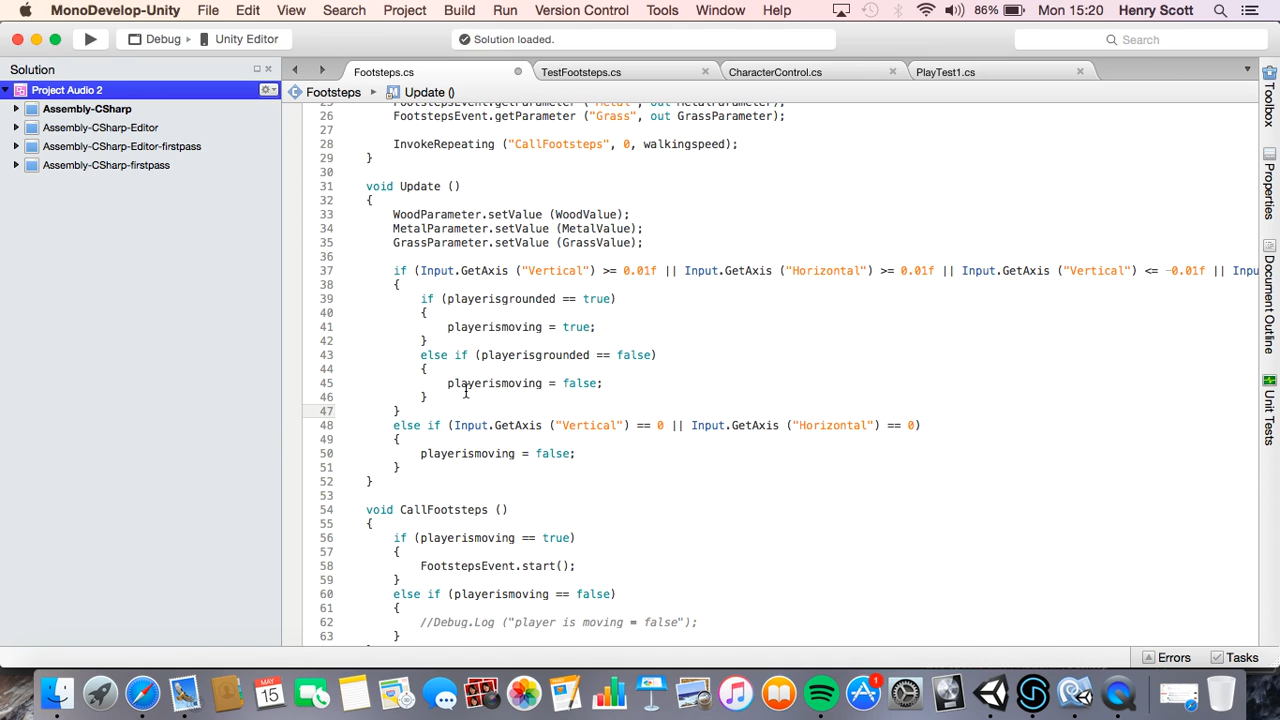 MonoDevelop-Unity File Edit View Search Project Build Run Version Control Tools Window Help 86% Mon 15:20 Henry Scott
Debug Unity Editor Solution loaded. Search
Solution
Project Audio 2
Assembly-CSharp
Assembly-CSharp-Editor
Assembly-CSharp-Editor-firstpass
Assembly-CSharp-firstpass
Footsteps.cs TestFootsteps.cs CharacterControl.cs PlayTest1.cs
Footsteps Update ()
25 FootstepsEvent.getParameter ("Metal", out MetalParameter);
26 FootstepsEvent.getParameter ("Grass", out GrassParameter);
27
28 InvokeRepeating ("CallFootsteps", 0, walkingspeed);
29 }
30
31 void Update ()
32 {
33 WoodParameter.setValue (WoodValue);
34 MetalParameter.setValue (MetalValue);
35 GrassParameter.setValue (GrassValue);
36
37 if (Input.GetAxis ("Vertical") >= 0.01f || Input.GetAxis ("Horizontal") >= 0.01f || Input.GetAxis ("Vertical") <= -0.01f || Inpu
38 {
39 if (playerisgrounded == true)
40 {
41 playerismoving = true;
42 }
43 else if (playerisgrounded == false)
44 {
45 playerismoving = false;
46 }
47 }
48 else if (Input.GetAxis ("Vertical") == 0 || Input.GetAxis ("Horizontal") == 0)
49 {
50 playerismoving = false;
51 }
52 }
53
54 void CallFootsteps ()
55 {
56 if (playerismoving == true)
57 {
58 FootstepsEvent.start();
59 }
60 else if (playerismoving == false)
61 {
62 //Debug.Log ("player is moving = false");
63 }
Toolbox
Properties
Document Outline
Unit Tests
Errors Tasks
MAY
15
1